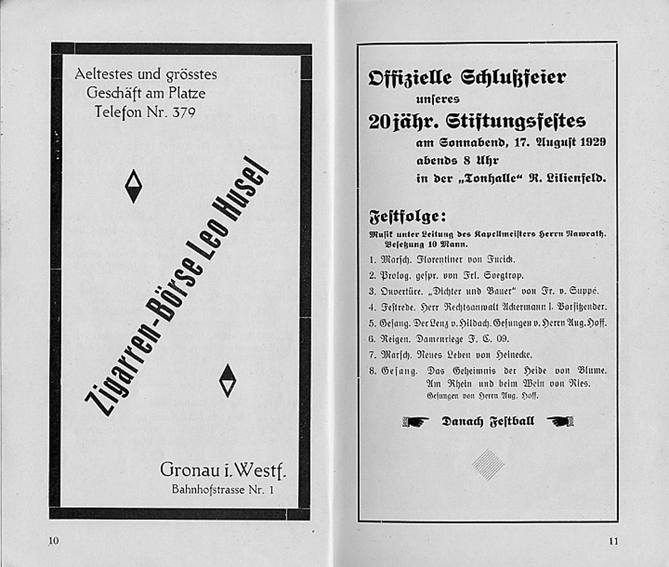 Aeltestes und grösstes
Geschäft am Platze
Telefon Nr. 379
Zigarren-Börse Leo Husel
Gronau i. Westf.
Bahnhofstrasse Nr. 1
10
Offizielle Schlußfeier
unseres
20jähr. Stiftungsfestes
am Sonnabend, 17. August 1929
abends 8 Uhr
in der „Tonhalle“ R. Lilienfeld.
Festfolge:
Musik unter Leitung des Kapellmeisters Herrn Nawrath.
Besetzung 10 Mann.
1. Marsch. Florentiner von Fucick.
2. Prolog. gespr. von Frl. Soegtrop.
3. Ouvertüre. „Dichter und Bauer“ von Fr. v. Suppé.
4. Festrede. Herr Rechtsanwalt Ackermann I. Vorsitzender.
5. Gesang. Der Lenz v. Hildach. Gesungen v. Herrn Aug. Hoff.
6. Reigen. Damenriege F. C. 09.
7. Marsch. Neues Leben von Heinecke.
8. Gesang. Das Geheimnis der Heide von Blume.
Am Rhein und beim Wein von Ries.
Gesungen von Herrn Aug. Hoff.
Danach Festball
11